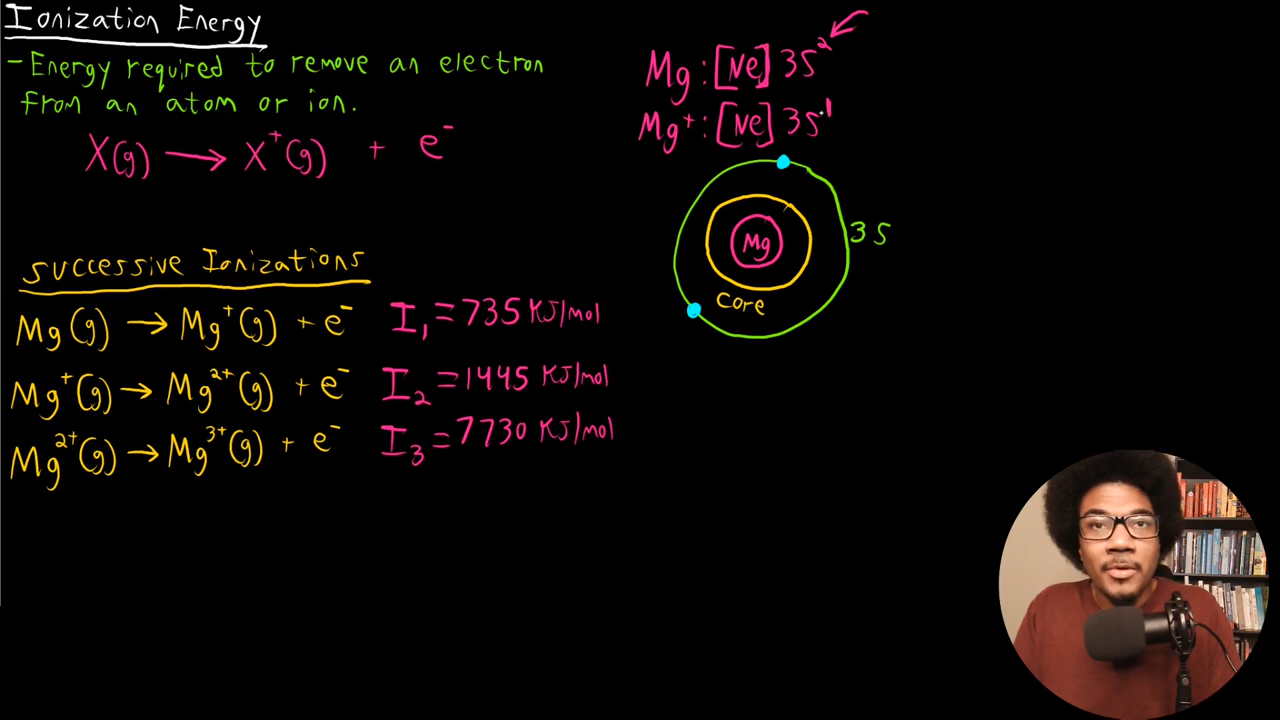 Ionization Energy
- Energy required to remove an electron
from an atom or ion.
X(g) → X⁺(g) + e⁻
Successive Ionizations
Mg(g) → Mg⁺(g) + e⁻ I₁ = 735 KJ/mol
Mg⁺(g) → Mg²⁺(g) + e⁻ I₂ = 1445 KJ/mol
Mg²⁺(g) → Mg³⁺(g) + e⁻ I₃ = 7730 KJ/mol
Mg : [Ne] 3s²
Mg⁺ : [Ne] 3s¹
Mg
3s
core